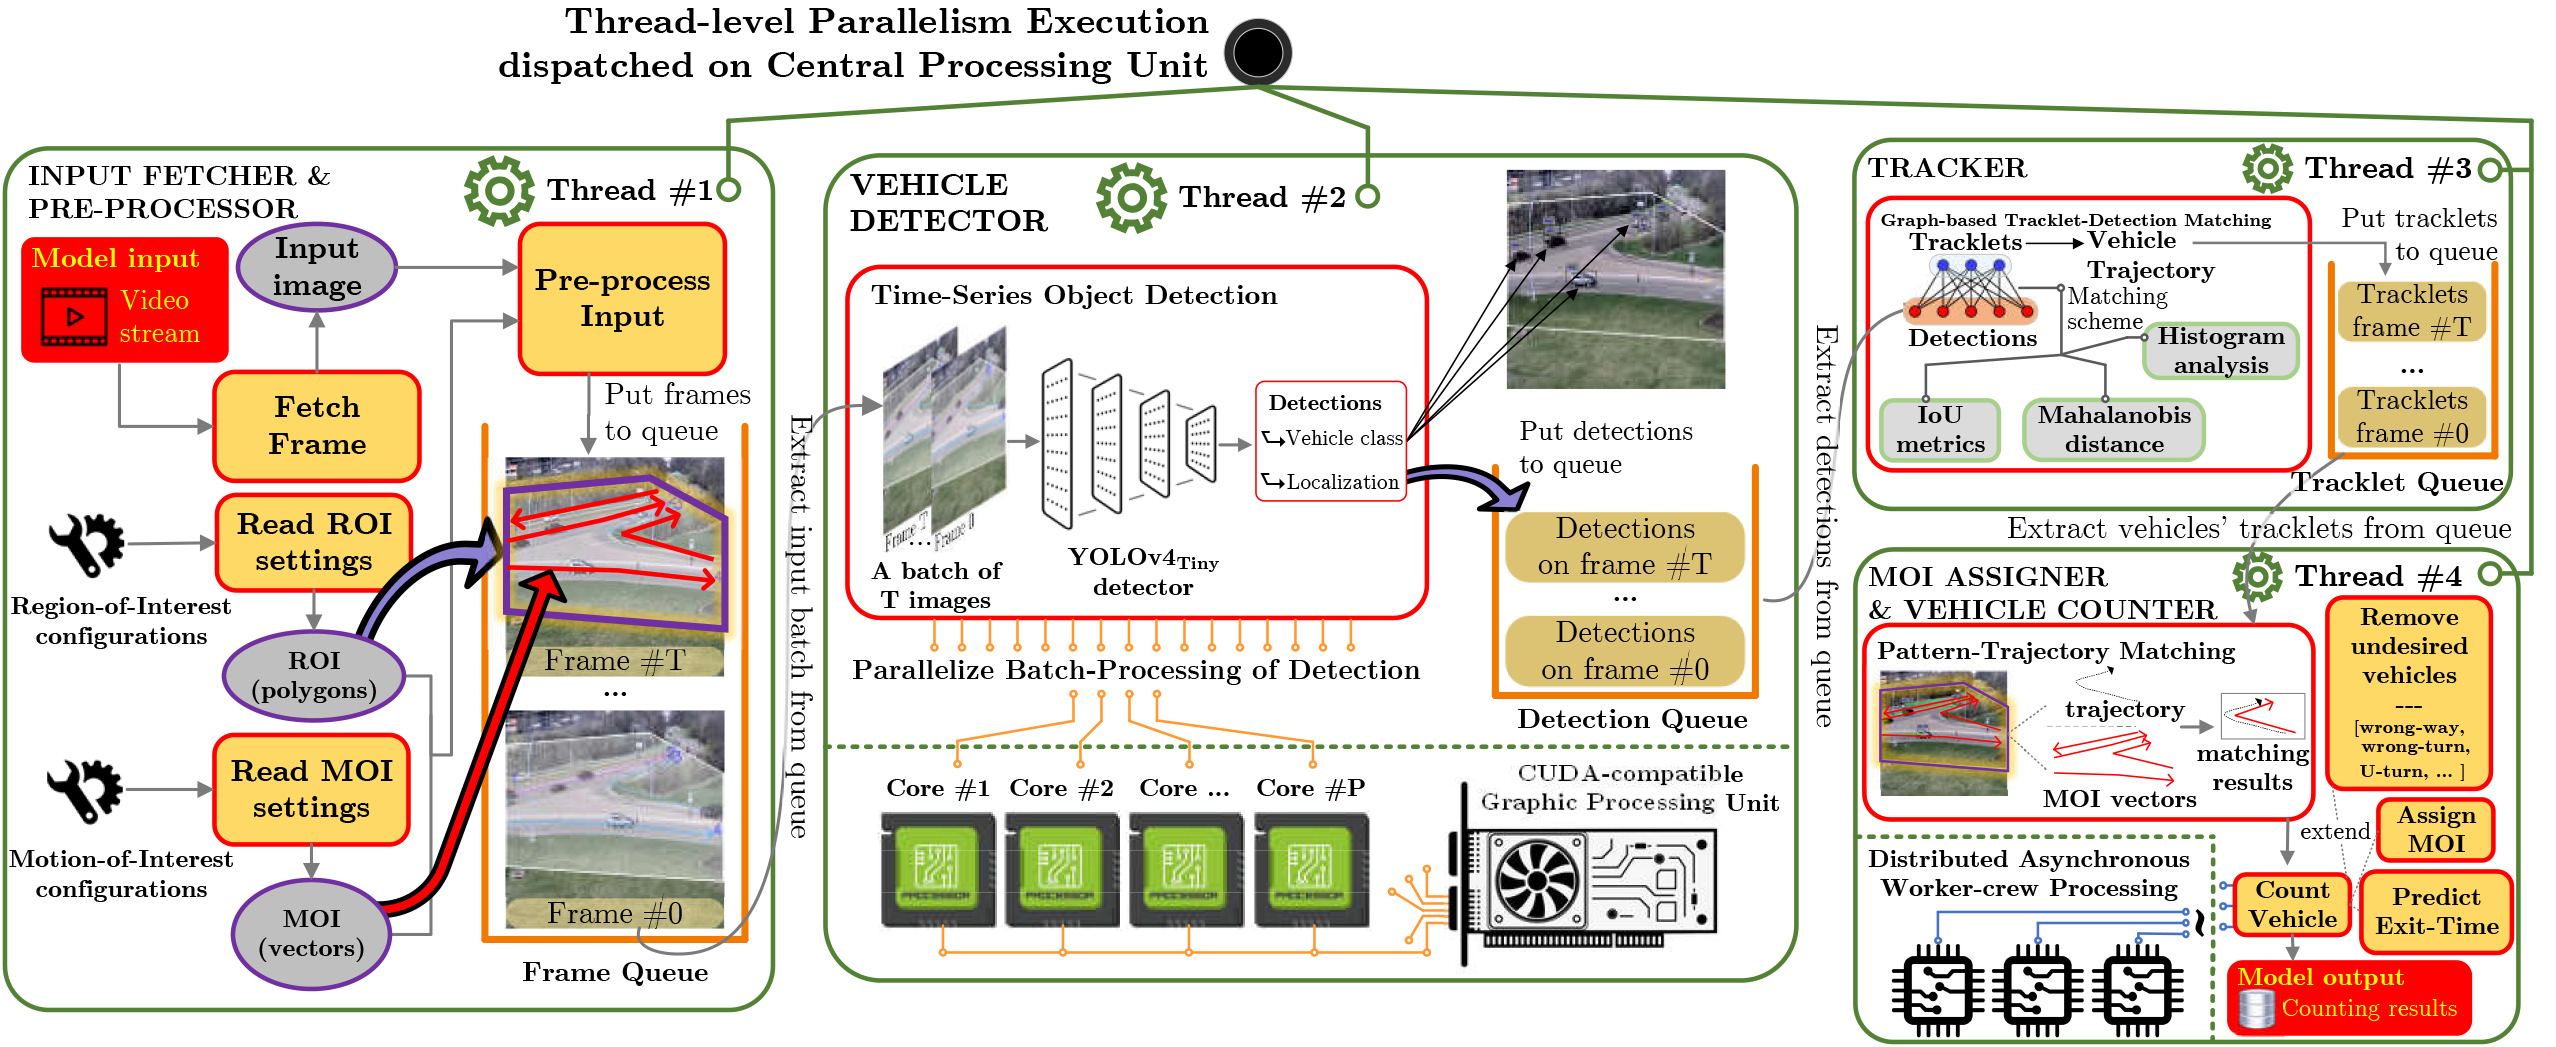 Thread-level Parallelism Execution
dispatched on Central Processing Unit
INPUT FETCHER &
PRE-PROCESSOR
Thread #1
Model input
Video
stream
Input
image
Pre-process
Input
Fetch
Frame
Put frames
to queue
Read ROI
settings
Region-of-Interest
configurations
ROI
(polygons)
Read MOI
settings
Motion-of-Interest
configurations
MOI
(vectors)
Frame #T
...
Frame #0
Frame Queue
Extract input batch from queue
VEHICLE
DETECTOR
Thread #2
Time-Series Object Detection
Frame T
...
Frame 0
A batch of
T images
YOLOv4Tiny
detector
Detections
Vehicle class
Localization
Put detections
to queue
Detections
on frame #T
...
Detections
on frame #0
Detection Queue
Parallelize Batch-Processing of Detection
Core #1
Core #2
Core ...
Core #P
CUDA-compatible
Graphic Processing Unit
Extract detections from queue
TRACKER
Thread #3
Graph-based Tracklet-Detection Matching
Tracklets
Vehicle
Trajectory
Matching
scheme
Detections
Histogram
analysis
IoU
metrics
Mahalanobis
distance
Put tracklets
to queue
Tracklets
frame #T
...
Tracklets
frame #0
Tracklet Queue
Extract vehicles' tracklets from queue
MOI ASSIGNER
& VEHICLE COUNTER
Thread #4
Pattern-Trajectory Matching
trajectory
MOI vectors
matching
results
Remove
undesired
vehicles
---
[wrong-way,
wrong-turn,
U-turn, ... ]
extend
Assign
MOI
Count
Vehicle
Predict
Exit-Time
Distributed Asynchronous
Worker-crew Processing
Model output
Counting results